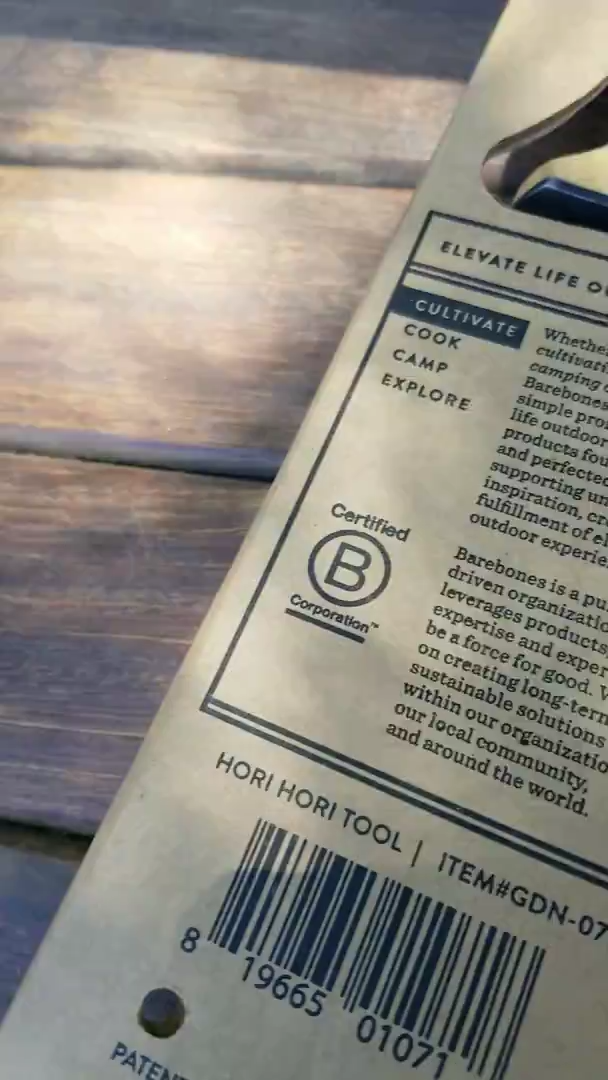 ELEVATE LIFE
CULTIVATE
COOK
CAMP
EXPLORE
Certified
B
Corporation™
cultivati
camping
Barebones
simple pro
life outdoor
products fou
and perfected
supporting un
inspiration, cr
fulfillment of el
outdoor experie
Barebones is a pu
driven organizatio
leverages products,
expertise and exper
be a force for good.
on creating long-term
sustainable solutions
within our organizatio
our local community,
and around the world.
HORI HORI TOOL | ITEM#GDN-07
8 19665 01071
PATENT